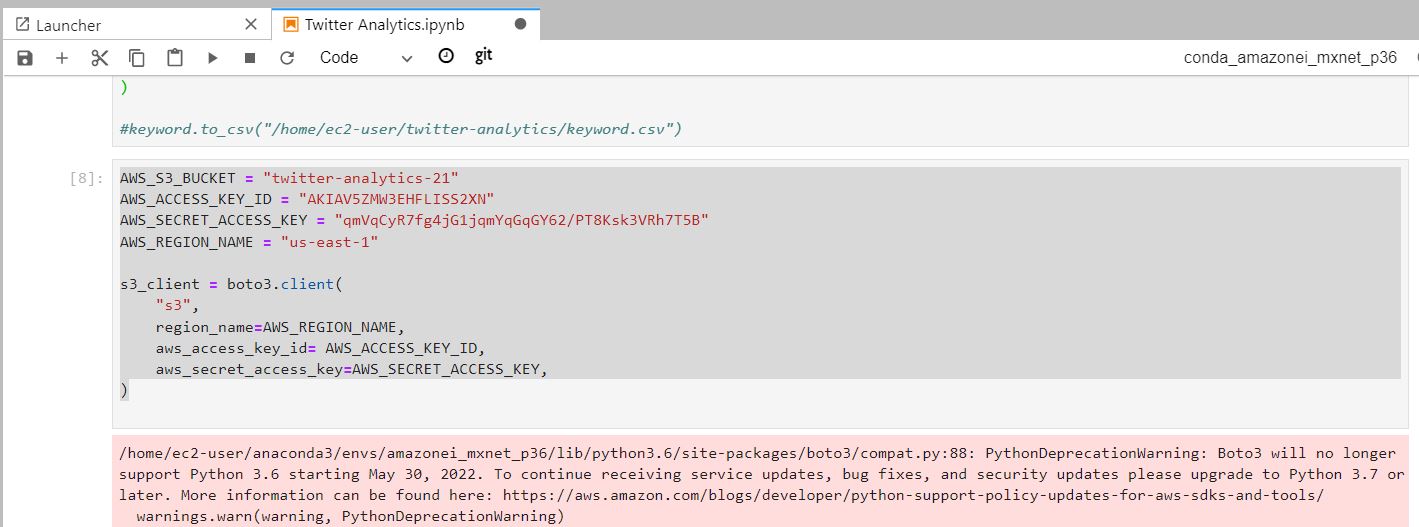 Launcher
Twitter Analytics.ipynb
Code
git
conda_amazonei_mxnet_p36
)
#keyword.to_csv("/home/ec2-user/twitter-analytics/keyword.csv")
[8]:
AWS_S3_BUCKET = "twitter-analytics-21"
AWS_ACCESS_KEY_ID = "AKIAV5ZMW3EHFLISS2XN"
AWS_SECRET_ACCESS_KEY = "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"
AWS_REGION_NAME = "us-east-1"
s3_client = boto3.client(
    "s3",
    region_name=AWS_REGION_NAME,
    aws_access_key_id= AWS_ACCESS_KEY_ID,
    aws_secret_access_key=AWS_SECRET_ACCESS_KEY,
)
/home/ec2-user/anaconda3/envs/amazonei_mxnet_p36/lib/python3.6/site-packages/boto3/compat.py:88: PythonDeprecationWarning: Boto3 will no longer
support Python 3.6 starting May 30, 2022. To continue receiving service updates, bug fixes, and security updates please upgrade to Python 3.7 or
later. More information can be found here: https://aws.amazon.com/blogs/developer/python-support-policy-updates-for-aws-sdks-and-tools/
  warnings.warn(warning, PythonDeprecationWarning)